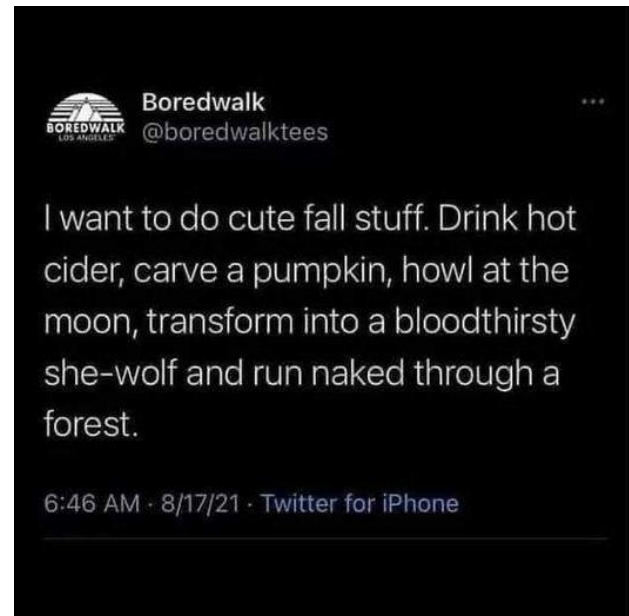 Boredwalk
@boredwalktees
BOREDWALK
LOS ANGELES
I want to do cute fall stuff. Drink hot
cider, carve a pumpkin, howl at the
moon, transform into a bloodthirsty
she-wolf and run naked through a
forest.
6:46 AM · 8/17/21 · Twitter for iPhone